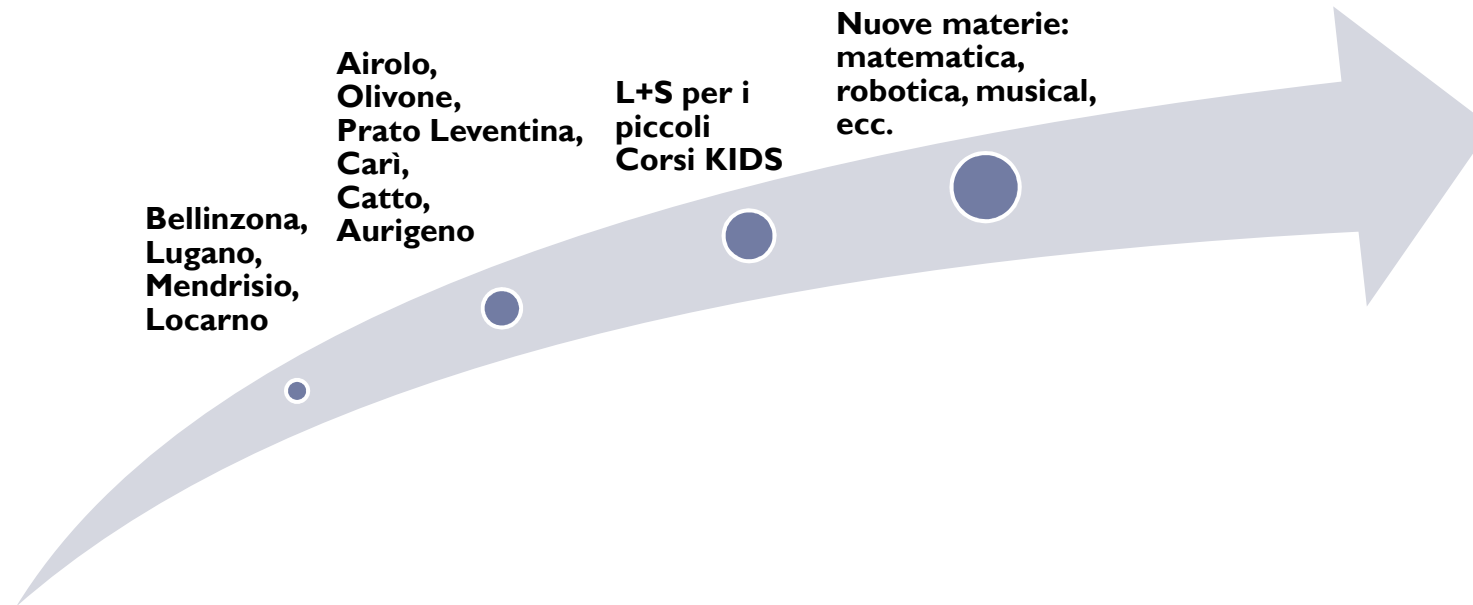 Bellinzona,
Lugano,
Mendrisio,
Locarno
Airolo,
Olivone,
Prato Leventina,
Carì,
Catto,
Aurigeno
L+S per i
piccoli
Corsi KIDS
Nuove materie:
matematica,
robotica, musical,
ecc.